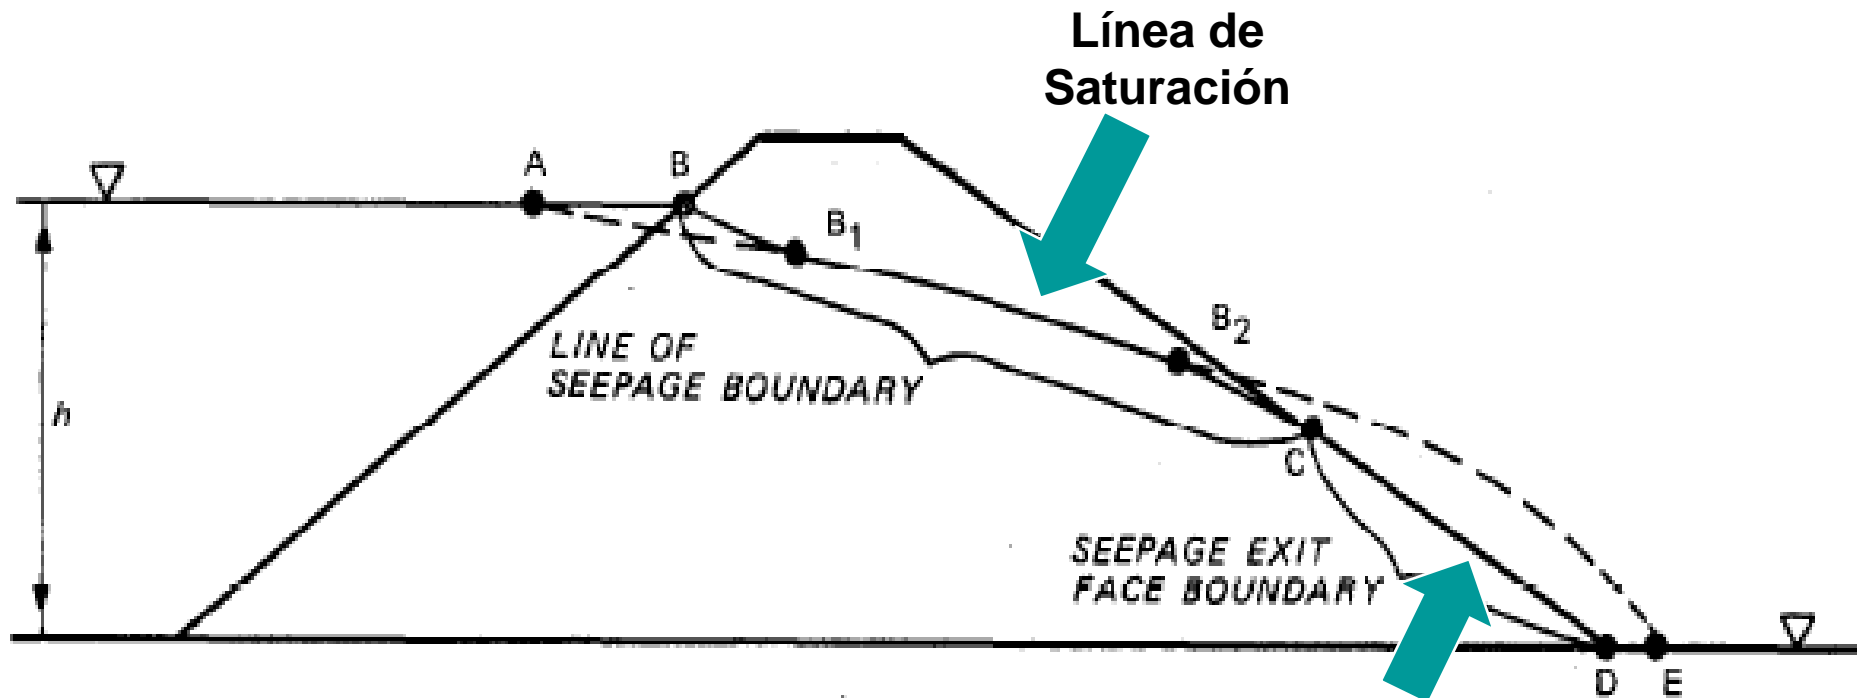 Línea de
Saturación
A
B
B1
B2
LINE OF
SEEPAGE BOUNDARY
h
C
SEEPAGE EXIT
FACE BOUNDARY
D
E